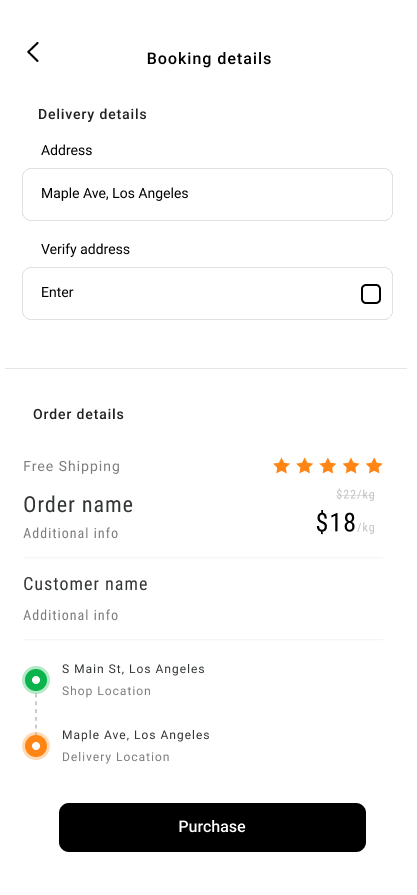 Booking details
Delivery details
Address
Maple Ave, Los Angeles
Verify address
Enter
Order details
Free Shipping
$22/kg
Order name
$18/kg
Additional info
Customer name
Additional info
S Main St, Los Angeles
Shop Location
Maple Ave, Los Angeles
Delivery Location
Purchase